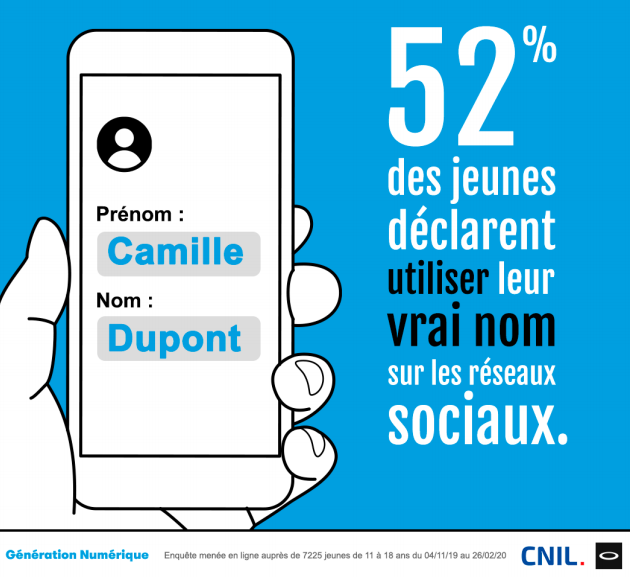 52%
des jeunes
déclarent
utiliser leur
vrai nom
sur les réseaux
sociaux.
Prénom :
Camille
Nom :
Dupont
Génération Numérique
Enquête menée en ligne auprès de 7225 jeunes de 11 à 18 ans du 04/11/19 au 26/02/20
CNIL.